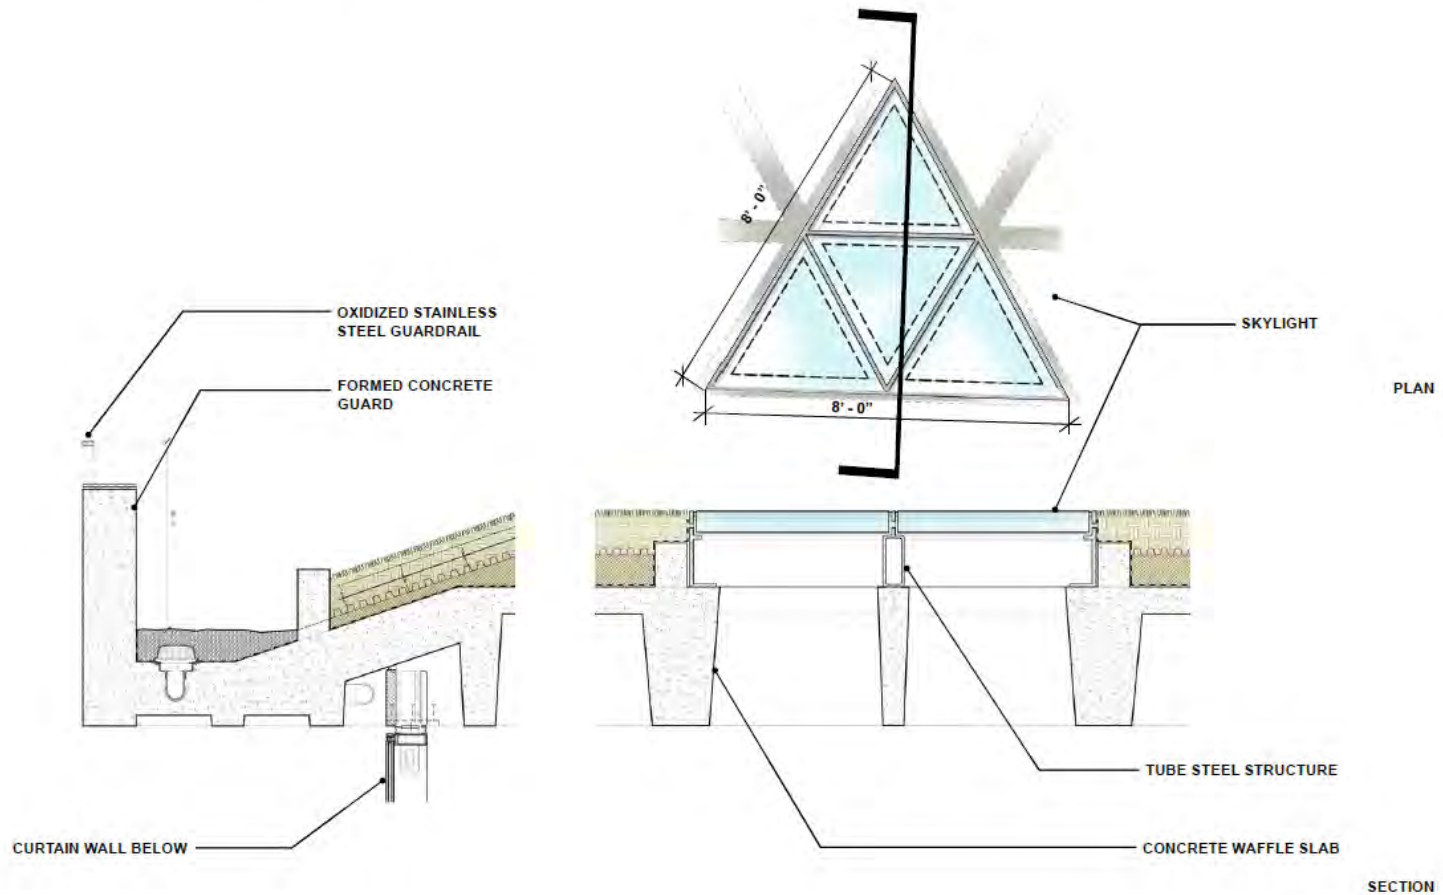 8' - 0"
OXIDIZED STAINLESS
STEEL GUARDRAIL
SKYLIGHT
FORMED CONCRETE
GUARD
PLAN
8' - 0"
TUBE STEEL STRUCTURE
CURTAIN WALL BELOW
CONCRETE WAFFLE SLAB
SECTION